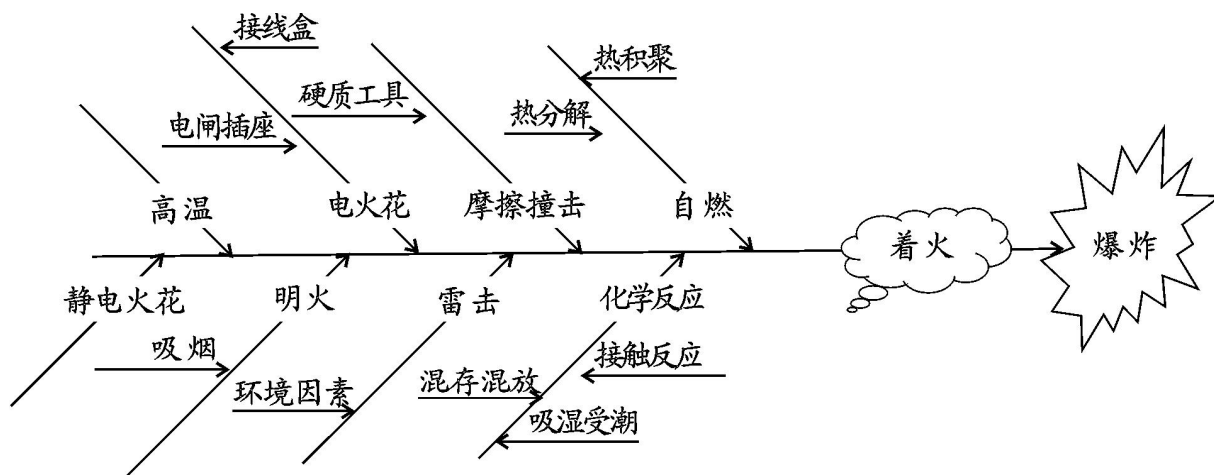 接线盒
热积聚
硬质工具
热分解
电闸插座
高温
电火花
摩擦撞击
自燃
着火
爆炸
静电火花
明火
雷击
化学反应
吸烟
接触反应
环境因素
混存混放
吸湿受潮